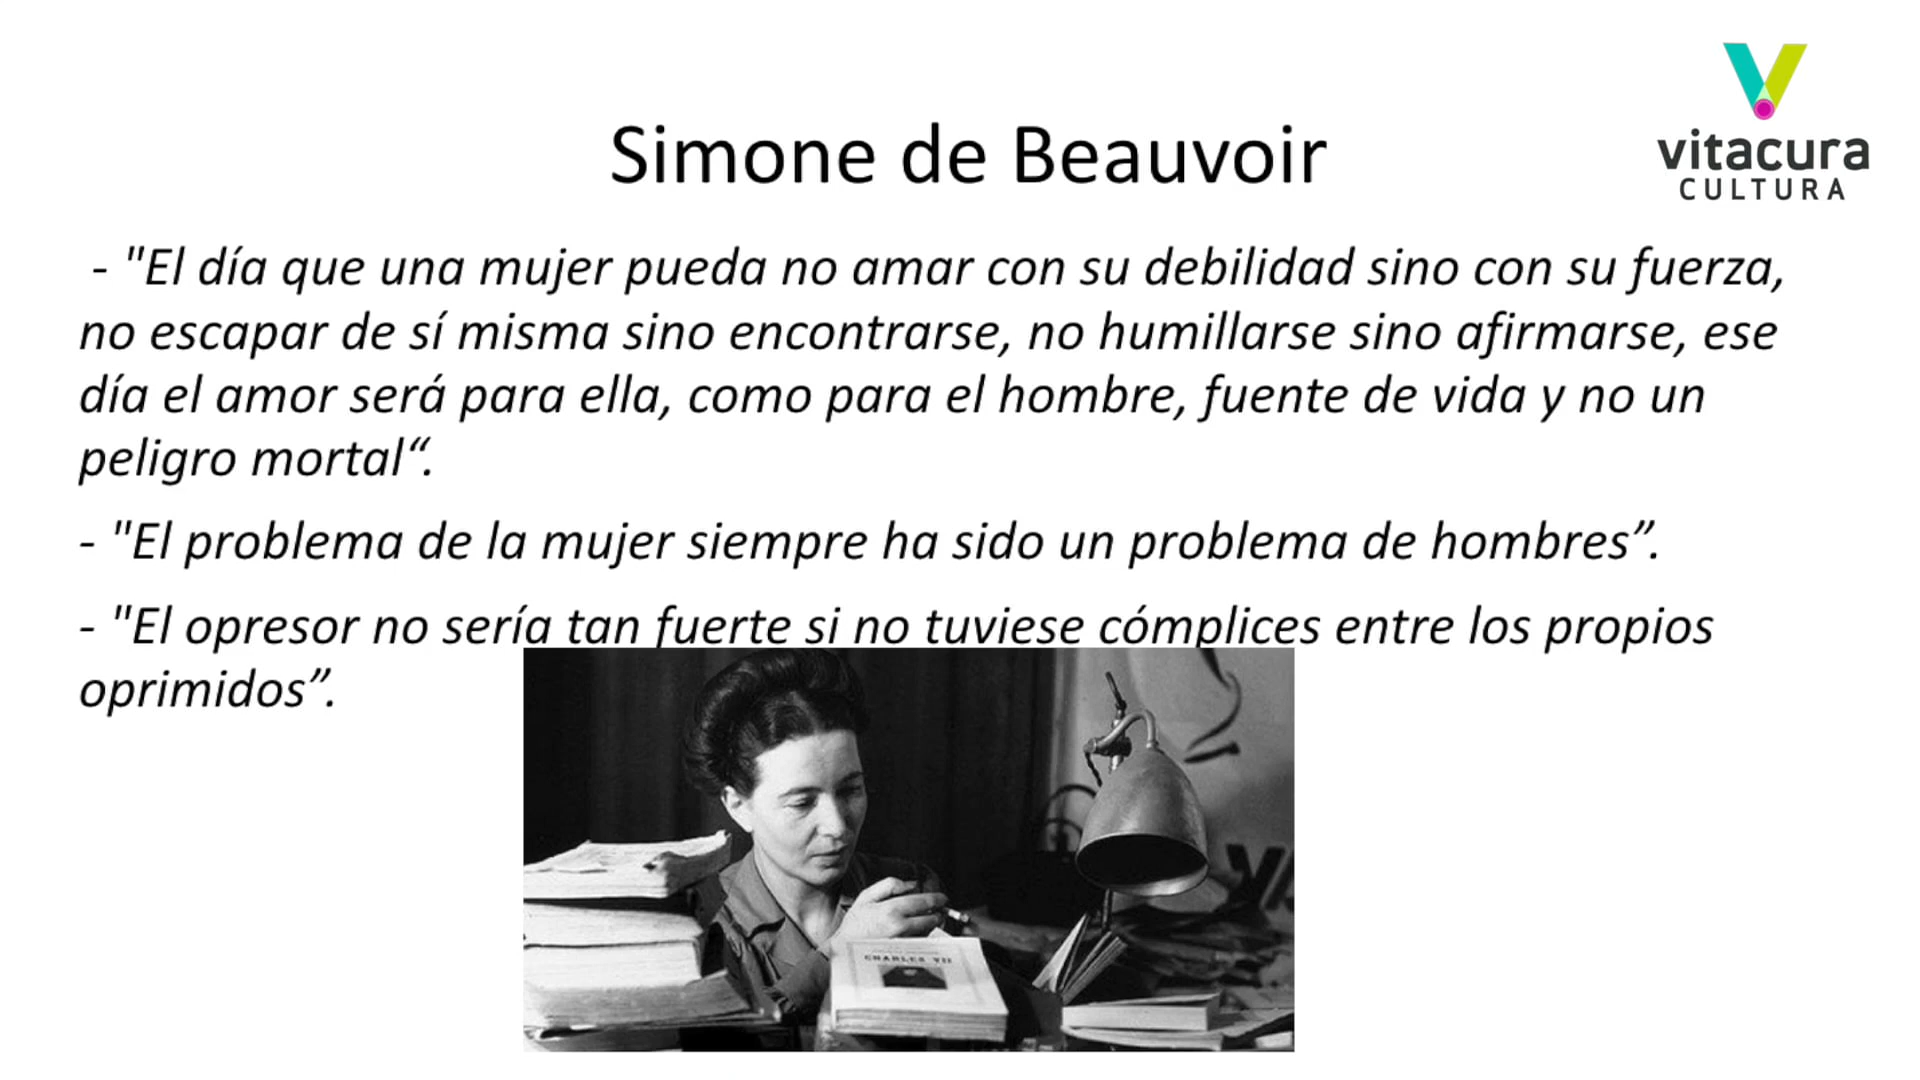 vitacura
CULTURA
Simone de Beauvoir
- "El día que una mujer pueda no amar con su debilidad sino con su fuerza,
no escapar de sí misma sino encontrarse, no humillarse sino afirmarse, ese
día el amor será para ella, como para el hombre, fuente de vida y no un
peligro mortal“.
- "El problema de la mujer siempre ha sido un problema de hombres”.
- "El opresor no sería tan fuerte si no tuviese cómplices entre los propios
oprimidos”.
CHARLES VII